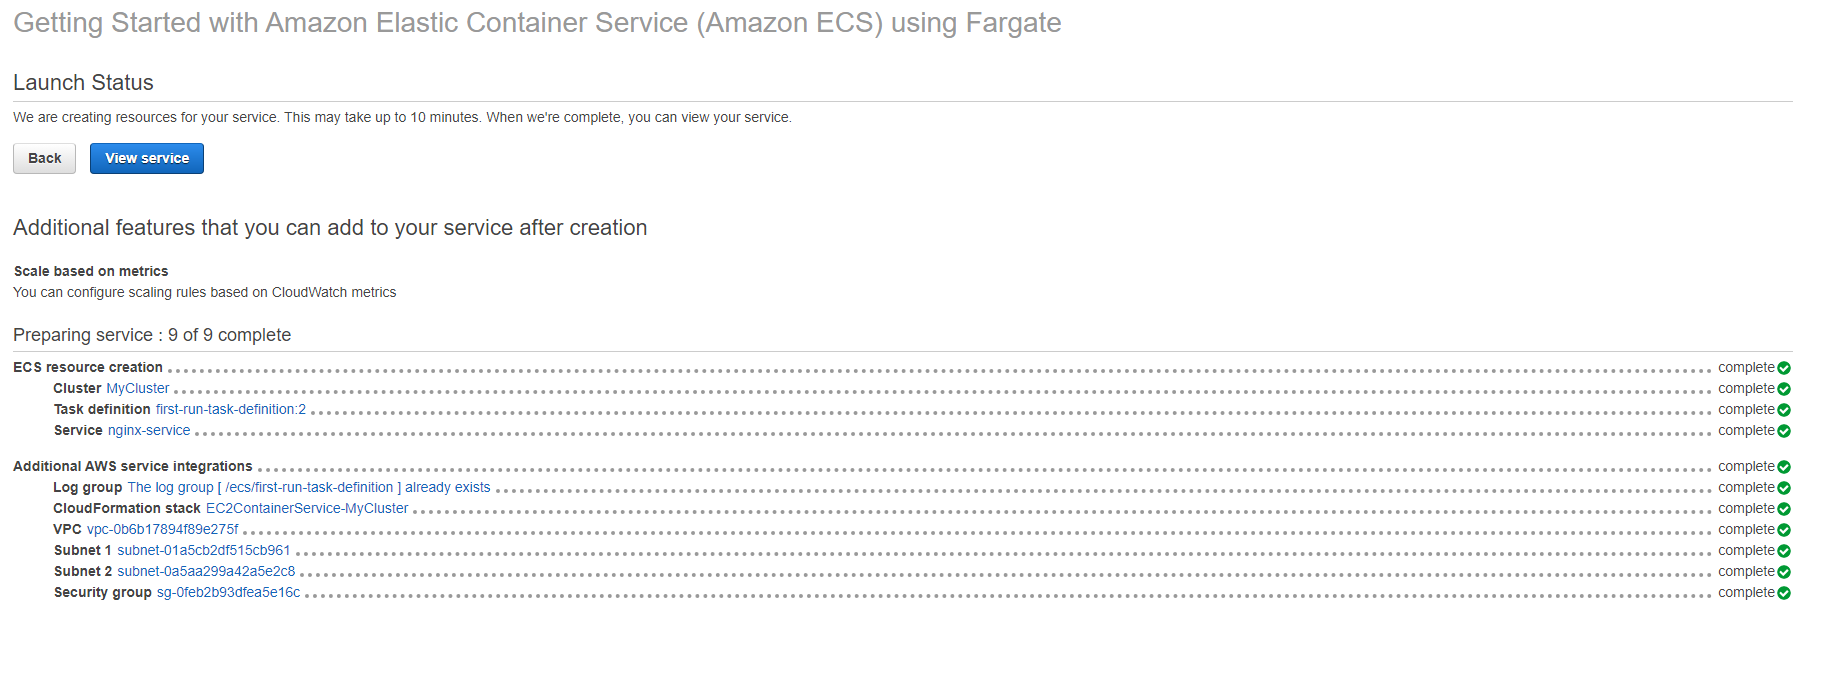 Getting Started with Amazon Elastic Container Service (Amazon ECS) using Fargate
Launch Status
We are creating resources for your service. This may take up to 10 minutes. When we're complete, you can view your service.
Back View service
Additional features that you can add to your service after creation
Scale based on metrics
You can configure scaling rules based on CloudWatch metrics
Preparing service : 9 of 9 complete
ECS resource creation complete
Cluster MyCluster complete
Task definition first-run-task-definition:2 complete
Service nginx-service complete
Additional AWS service integrations complete
Log group The log group [ /ecs/first-run-task-definition ] already exists complete
CloudFormation stack EC2ContainerService-MyCluster complete
VPC vpc-0b6b17894f89e275f complete
Subnet 1 subnet-01a5cb2df515cb961 complete
Subnet 2 subnet-0a5aa299a42a5e2c8 complete
Security group sg-0feb2b93dfea5e16c complete